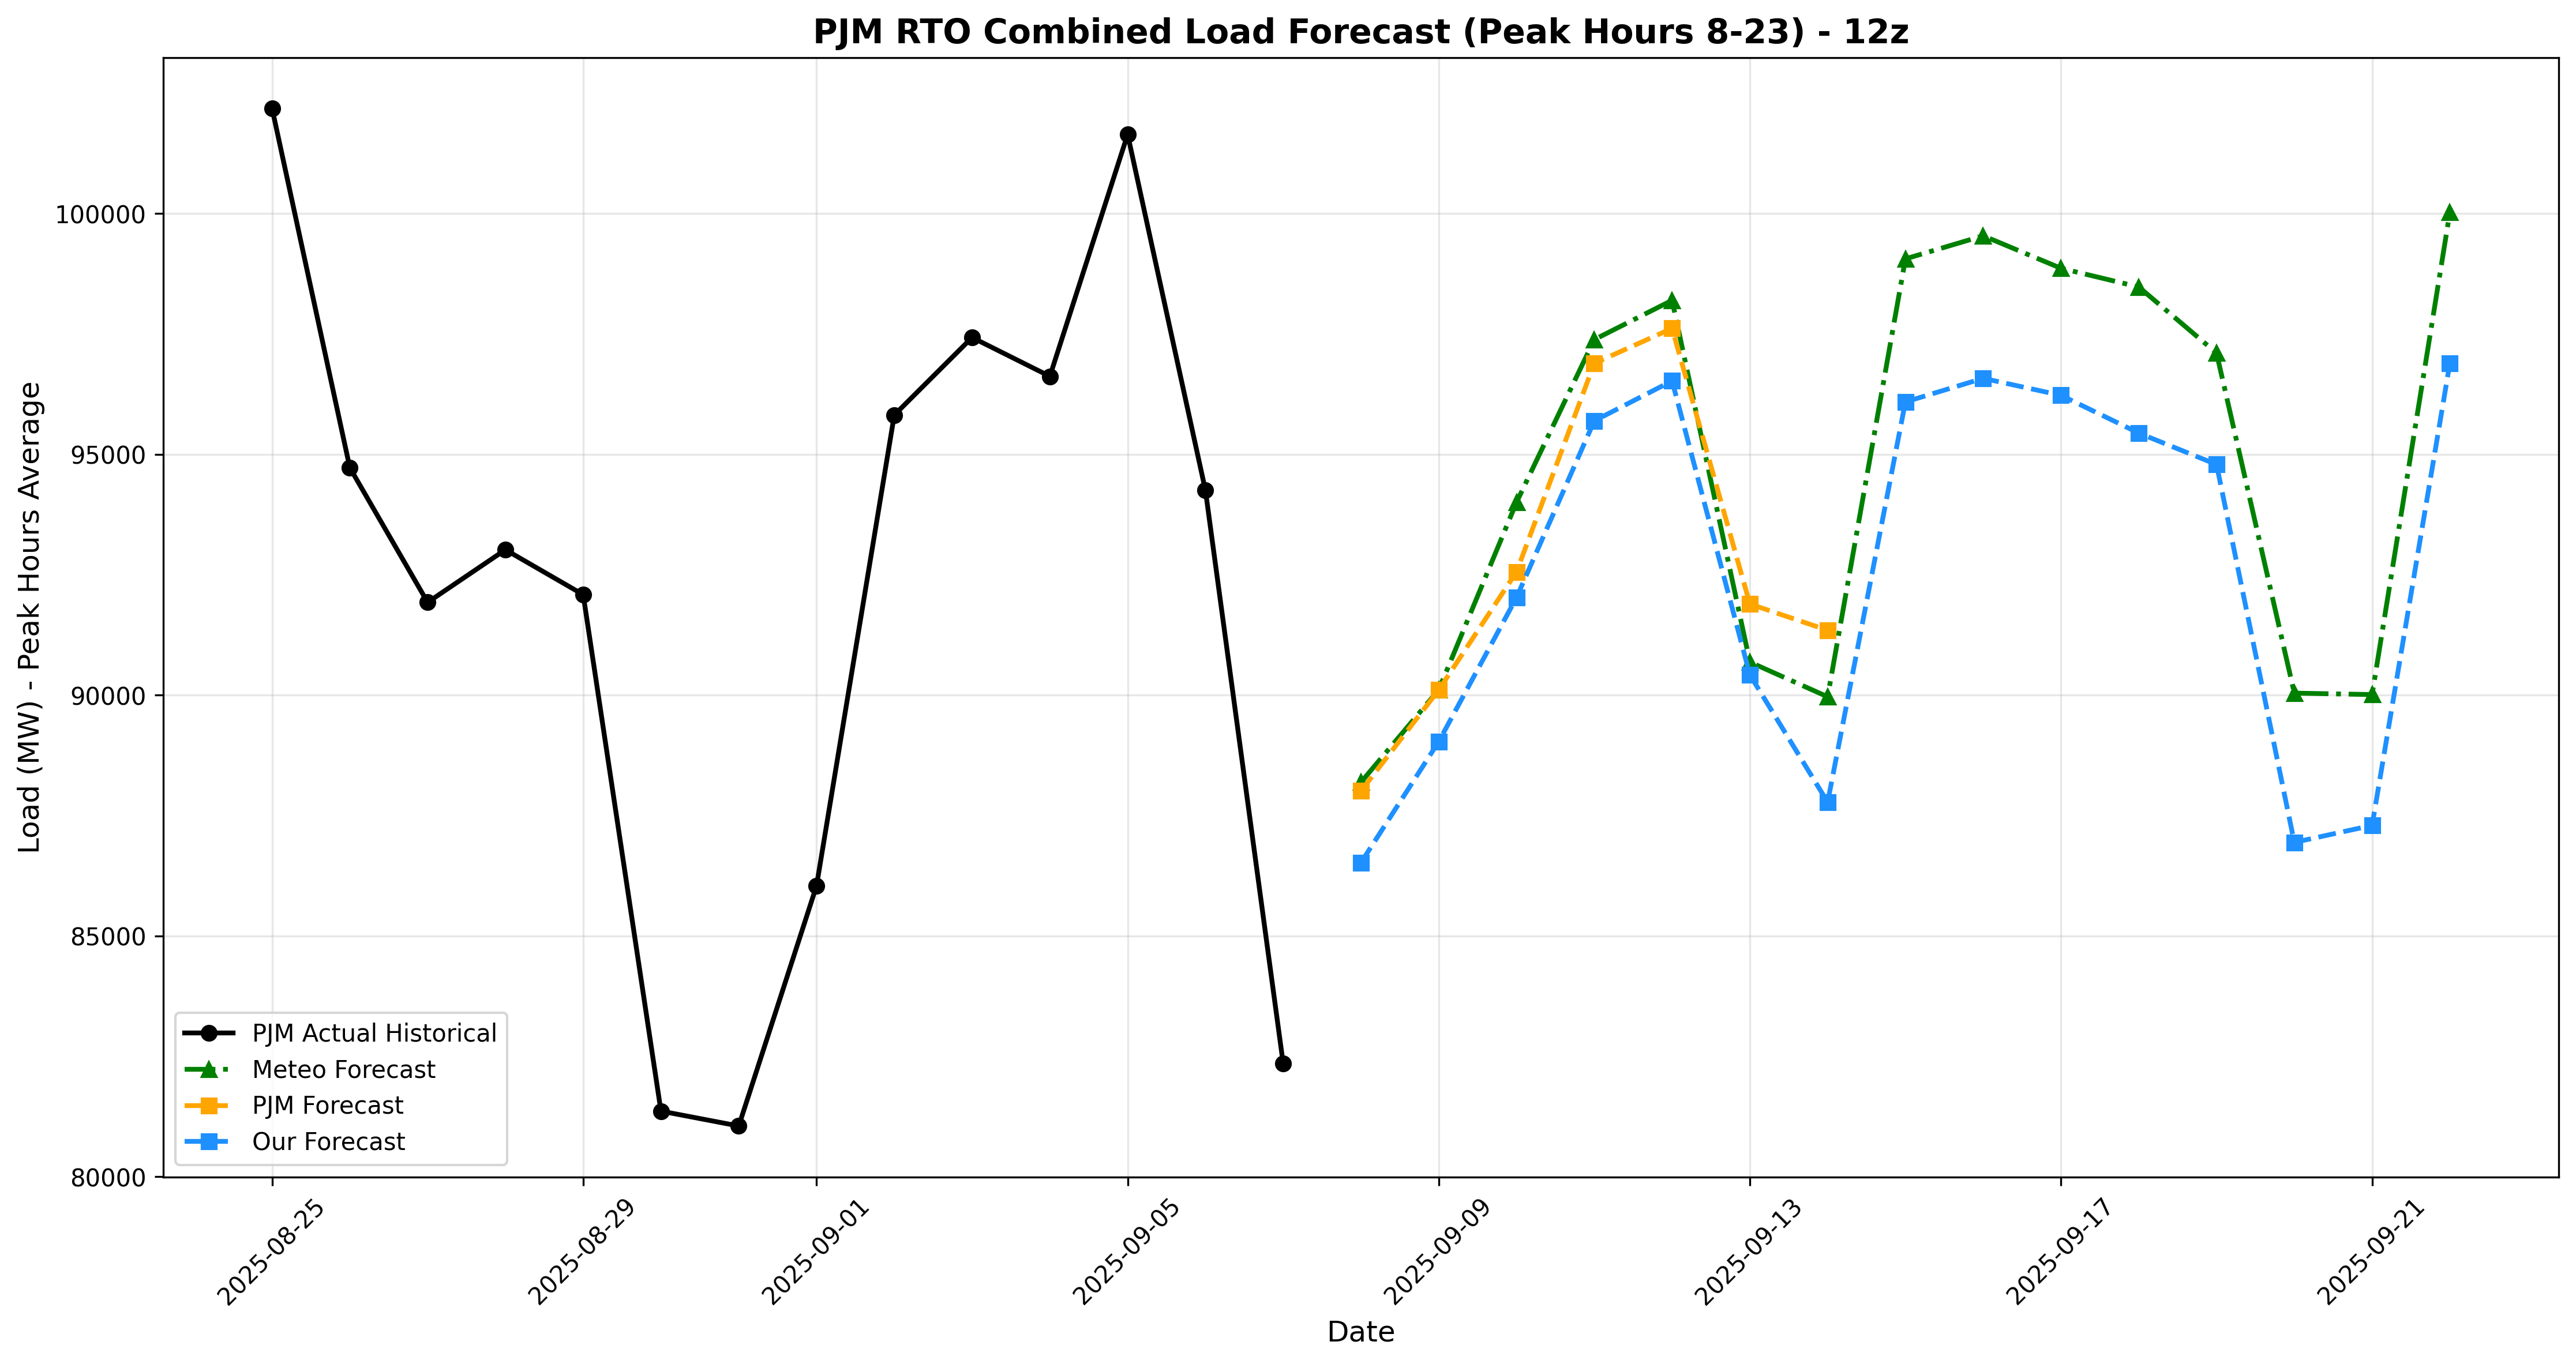 PJM RTO Combined Load Forecast (Peak Hours 8-23) - 12z
Load (MW) - Peak Hours Average
100000
95000
90000
85000
80000
PJM Actual Historical
Meteo Forecast
PJM Forecast
Our Forecast
2025-08-25
2025-08-29
2025-09-01
2025-09-05
2025-09-09
2025-09-13
2025-09-17
2025-09-21
Date